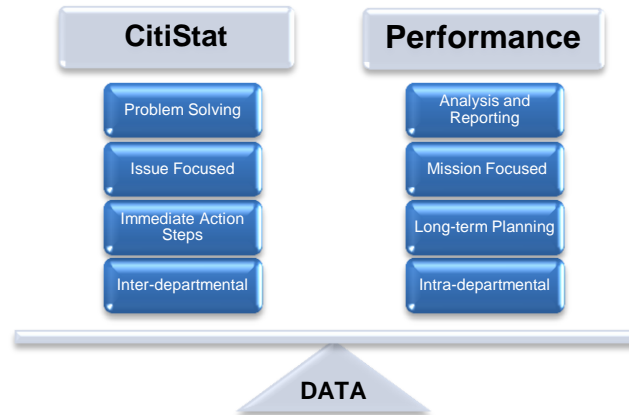 CitiStat
Performance
Problem Solving
Analysis and
Reporting
Issue Focused
Mission Focused
Immediate Action
Steps
Long-term Planning
Inter-departmental
Intra-departmental
DATA